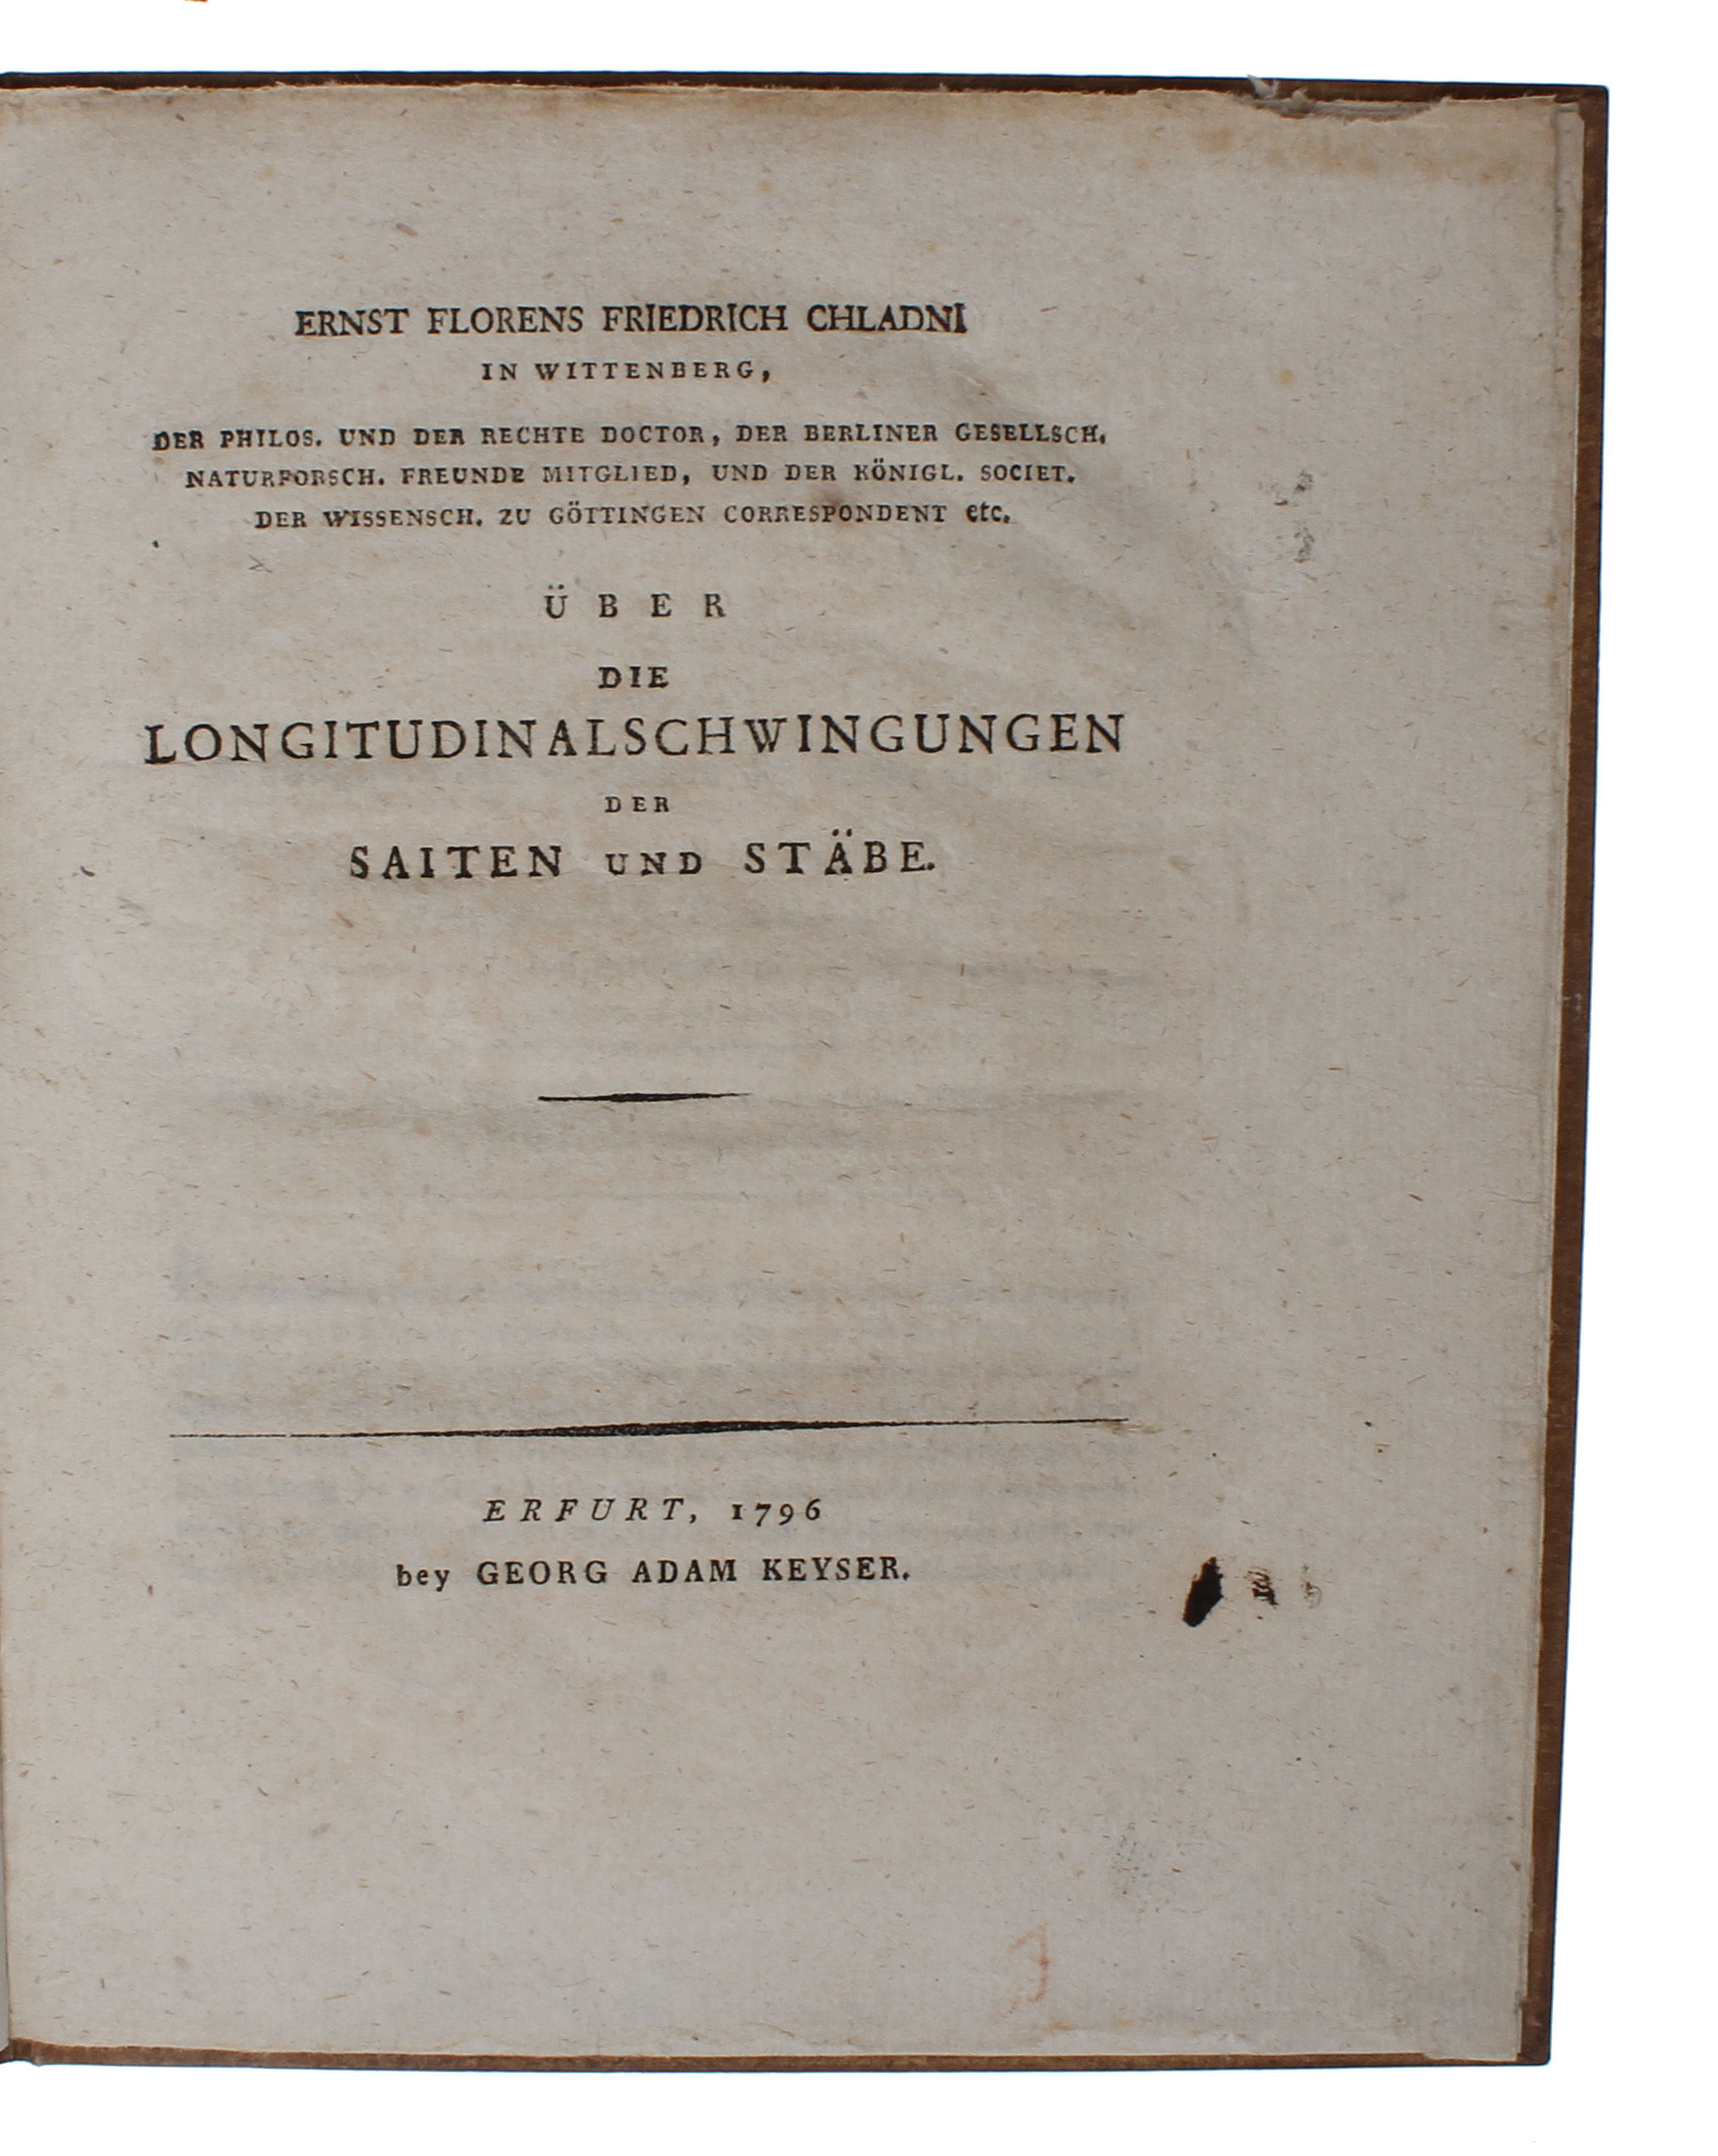 ERNST FLORENS FRIEDRICH CHLADNI
IN WITTENBERG,
DER PHILOS. UND DER RECHTE DOCTOR, DER BERLINER GESELLSCH.
NATURFORSCH. FREUNDE MITGLIED, UND DER KÖNIGL. SOCIET.
DER WISSENSCH. ZU GÖTTINGEN CORRESPONDENT etc.
ÜBER
DIE
LONGITUDINALSCHWINGUNGEN
DER
SAITEN UND STÄBE.
ERFURT, 1796
bey GEORG ADAM KEYSER.